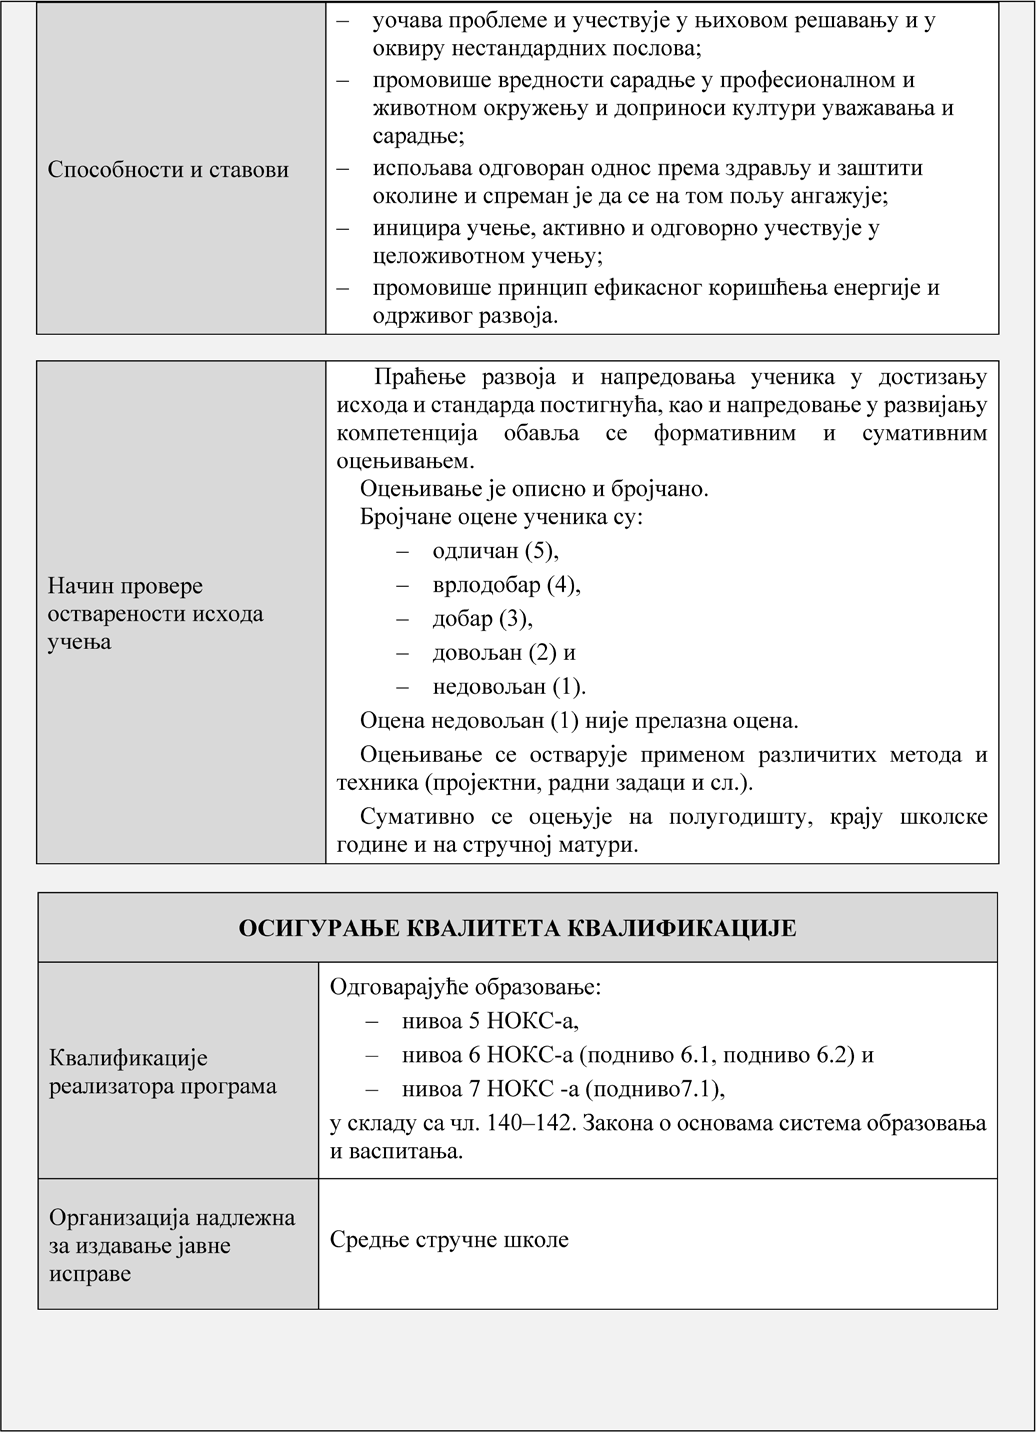 Способности и ставови
– уочава проблеме и учествује у њиховом решавању и у
оквиру нестандардних послова;
– промовише вредности сарадње у професионалном и
животном окружењу и доприноси култури уважавања и
сарадње;
– испољава одговоран однос према здрављу и заштити
околине и спреман је да се на том пољу ангажује;
– иницира учење, активно и одговорно учествује у
целоживотном учењу;
– промовише принцип ефикасног коришћења енергије и
одрживог развоја.
Начин провере
остварености исхода
учења
Праћење развоја и напредовања ученика у достизању
исхода и стандарда постигнућа, као и напредовање у развијању
компетенција обавља се формативним и сумативним
оцењивањем.
Оцењивање је описно и бројчано.
Бројчане оцене ученика су:
– одличан (5),
– врлодобар (4),
– добар (3),
– довољан (2) и
– недовољан (1).
Оцена недовољан (1) није прелазна оцена.
Оцењивање се остварује применом различитих метода и
техника (пројектни, радни задаци и сл.).
Сумативно се оцењује на полугодишту, крају школске
године и на стручној матури.
ОСИГУРАЊЕ КВАЛИТЕТА КВАЛИФИКАЦИЈЕ
Квалификације
реализатора програма
Одговарајуће образовање:
– нивоа 5 НОКС-а,
– нивоа 6 НОКС-а (подниво 6.1, подниво 6.2) и
– нивоа 7 НОКС -а (подниво7.1),
у складу са чл. 140–142. Закона о основама система образовања
и васпитања.
Организација надлежна
за издавање јавне
исправе
Средње стручне школе